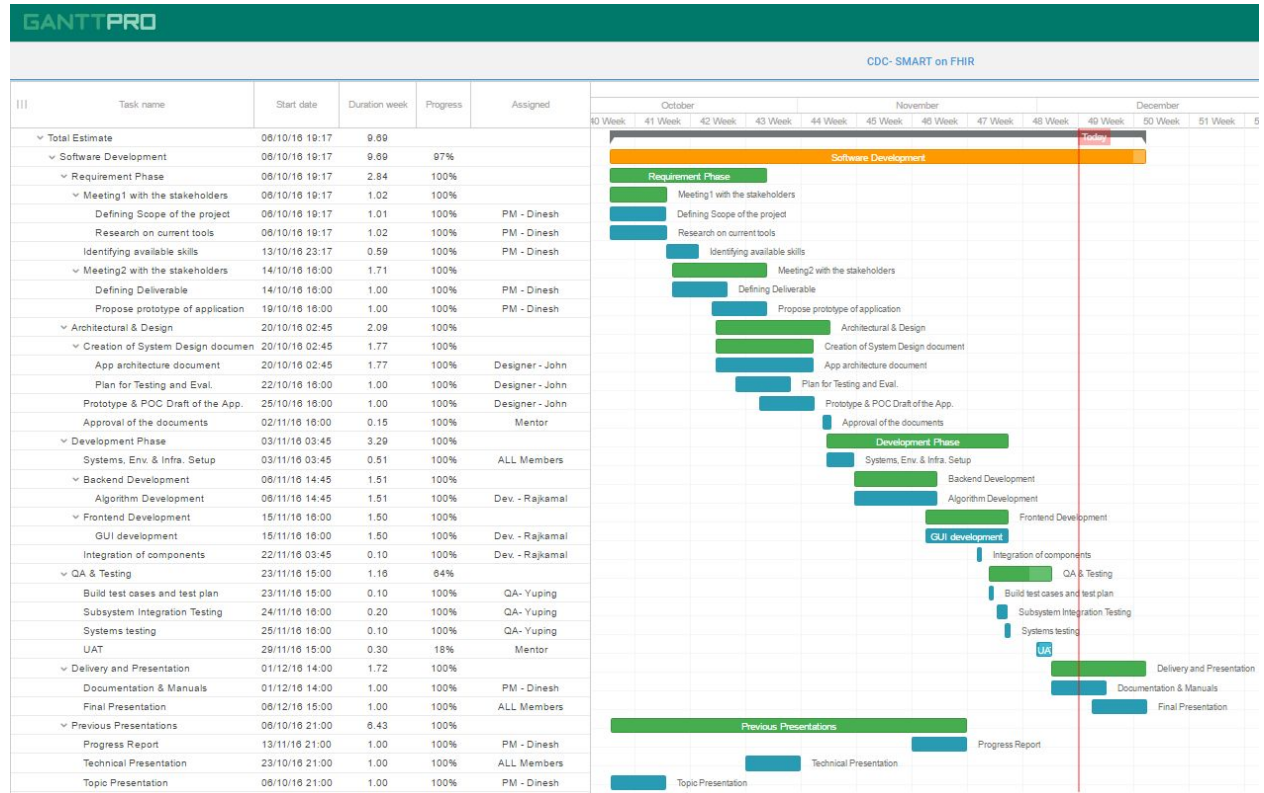 GANTTPRO
CDC- SMART on FHIR
Task name Start date Duration week Progress Assigned
October November December
40 Week 41 Week 42 Week 43 Week 44 Week 45 Week 46 Week 47 Week 48 Week 49 Week 50 Week 51 Week 5
Total Estimate 06/10/16 19:17 9.69 Today
Software Development 06/10/16 19:17 9.69 97% Software Development
Requirement Phase 06/10/16 19:17 2.84 100% Requirement Phase
Meeting1 with the stakeholders 06/10/16 19:17 1.02 100% Meeting1 with the stakeholders
Defining Scope of the project 06/10/16 19:17 1.01 100% PM - Dinesh Defining Scope of the project
Research on current tools 06/10/16 19:17 1.02 100% PM - Dinesh Research on current tools
Identifying available skills 13/10/16 23:17 0.59 100% PM - Dinesh Identifying available skills
Meeting2 with the stakeholders 14/10/16 16:00 1.71 100% Meeting2 with the stakeholders
Defining Deliverable 14/10/16 16:00 1.00 100% PM - Dinesh Defining Deliverable
Propose prototype of application 19/10/16 16:00 1.00 100% PM - Dinesh Propose prototype of application
Architectural & Design 20/10/16 02:45 2.09 100% Architectural & Design
Creation of System Design documen 20/10/16 02:45 1.77 100% Creation of System Design document
App architecture document 20/10/16 02:45 1.77 100% Designer - John App architecture document
Plan for Testing and Eval. 22/10/16 16:00 1.00 100% Designer - John Plan for Testing and Eval.
Prototype & POC Draft of the App. 25/10/16 16:00 1.00 100% Designer - John Prototype & POC Draft of the App.
Approval of the documents 02/11/16 16:00 0.15 100% Mentor Approval of the documents
Development Phase 03/11/16 03:45 3.29 100% Development Phase
Systems, Env. & Infra. Setup 03/11/16 03:45 0.51 100% ALL Members Systems, Env. & Infra. Setup
Backend Development 06/11/16 14:45 1.51 100% Backend Development
Algorithm Development 06/11/16 14:45 1.51 100% Dev. - Rajkamal Algorithm Development
Frontend Development 15/11/16 16:00 1.50 100% Frontend Development
GUI development 15/11/16 16:00 1.50 100% Dev. - Rajkamal GUI development
Integration of components 22/11/16 03:45 0.10 100% Dev. - Rajkamal Integration of components
QA & Testing 23/11/16 15:00 1.16 64% QA & Testing
Build test cases and test plan 23/11/16 15:00 0.10 100% QA- Yuping Build test cases and test plan
Subsystem Integration Testing 24/11/16 16:00 0.20 100% QA- Yuping Subsystem Integration Testing
Systems testing 25/11/16 16:00 0.10 100% QA- Yuping Systems testing
UAT 29/11/16 15:00 0.30 18% Mentor UAT
Delivery and Presentation 01/12/16 14:00 1.72 100% Delivery and Presentation
Documentation & Manuals 01/12/16 14:00 1.00 100% PM - Dinesh Documentation & Manuals
Final Presentation 06/12/16 15:00 1.00 100% ALL Members Final Presentation
Previous Presentations 06/10/16 21:00 6.43 100% Previous Presentations
Progress Report 13/11/16 21:00 1.00 100% PM - Dinesh Progress Report
Technical Presentation 23/10/16 21:00 1.00 100% ALL Members Technical Presentation
Topic Presentation 06/10/16 21:00 1.00 100% PM - Dinesh Topic Presentation